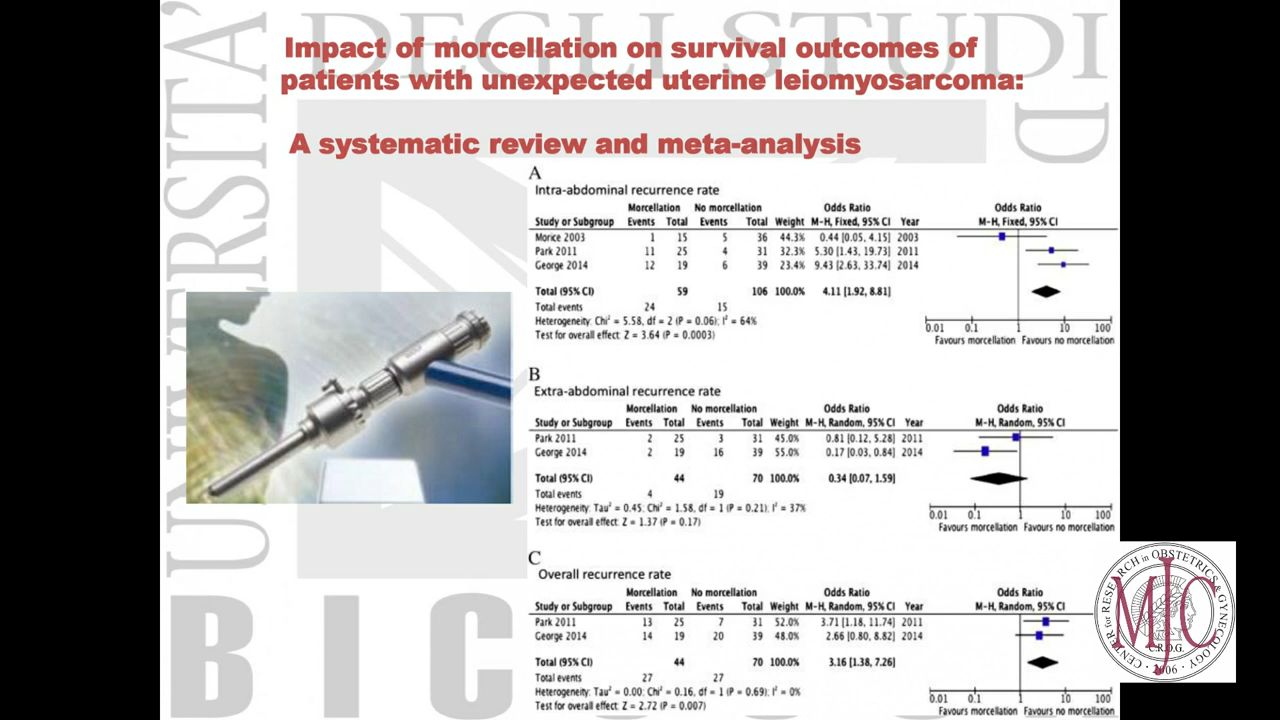 Impact of morcellation on survival outcomes of
patients with unexpected uterine leiomyosarcoma:
A systematic review and meta-analysis
UNIVERSITA'
DEGLI STUDI
D
BIC
A
Intra-abdominal recurrence rate
Morcellation No morcellation Odds Ratio Odds Ratio
Study or Subgroup Events Total Events Total Weight M-H, Fixed, 95% CI Year M-H, Fixed, 95% CI
Morice 2003 1 15 5 36 44.3% 0.44 [0.05, 4.15] 2003
Park 2011 11 25 4 31 32.3% 5.30 [1.43, 19.73] 2011
George 2014 12 19 6 39 23.4% 9.43 [2.63, 33.74] 2014
Total (95% CI) 59 106 100.0% 4.11 [1.92, 8.81]
Total events 24 15
Heterogeneity: Chi² = 5.58, df = 2 (P = 0.06); I² = 64%
Test for overall effect: Z = 3.64 (P = 0.0003)
0.01 0.1 1 10 100
Favours morcellation Favours no morcellation
B
Extra-abdominal recurrence rate
Morcellation No morcellation Odds Ratio Odds Ratio
Study or Subgroup Events Total Events Total Weight M-H, Random, 95% CI Year M-H, Random, 95% CI
Park 2011 2 25 3 31 45.0% 0.81 [0.12, 5.28] 2011
George 2014 2 19 16 39 55.0% 0.17 [0.03, 0.84] 2014
Total (95% CI) 44 70 100.0% 0.34 [0.07, 1.59]
Total events 4 19
Heterogeneity: Tau² = 0.45; Chi² = 1.58, df = 1 (P = 0.21); I² = 37%
Test for overall effect: Z = 1.37 (P = 0.17)
0.01 0.1 1 10 100
Favours morcellation Favours no morcellation
C
Overall recurrence rate
Morcellation No morcellation Odds Ratio Odds Ratio
Study or Subgroup Events Total Events Total Weight M-H, Random, 95% CI Year M-H, Random, 95% CI
Park 2011 13 25 7 31 52.0% 3.71 [1.18, 11.74] 2011
George 2014 14 19 20 39 48.0% 2.66 [0.80, 8.82] 2014
Total (95% CI) 44 70 100.0% 3.16 [1.38, 7.26]
Total events 27 27
Heterogeneity: Tau² = 0.00; Chi² = 0.16, df = 1 (P = 0.69); I² = 0%
Test for overall effect: Z = 2.72 (P = 0.007)
0.01 0.1 1 10 100
Favours morcellation Favours no morcellation
CENTER for RESEARCH in OBSTETRICS & GYNECOLOGY
MJC
C.R.O.G.
2006